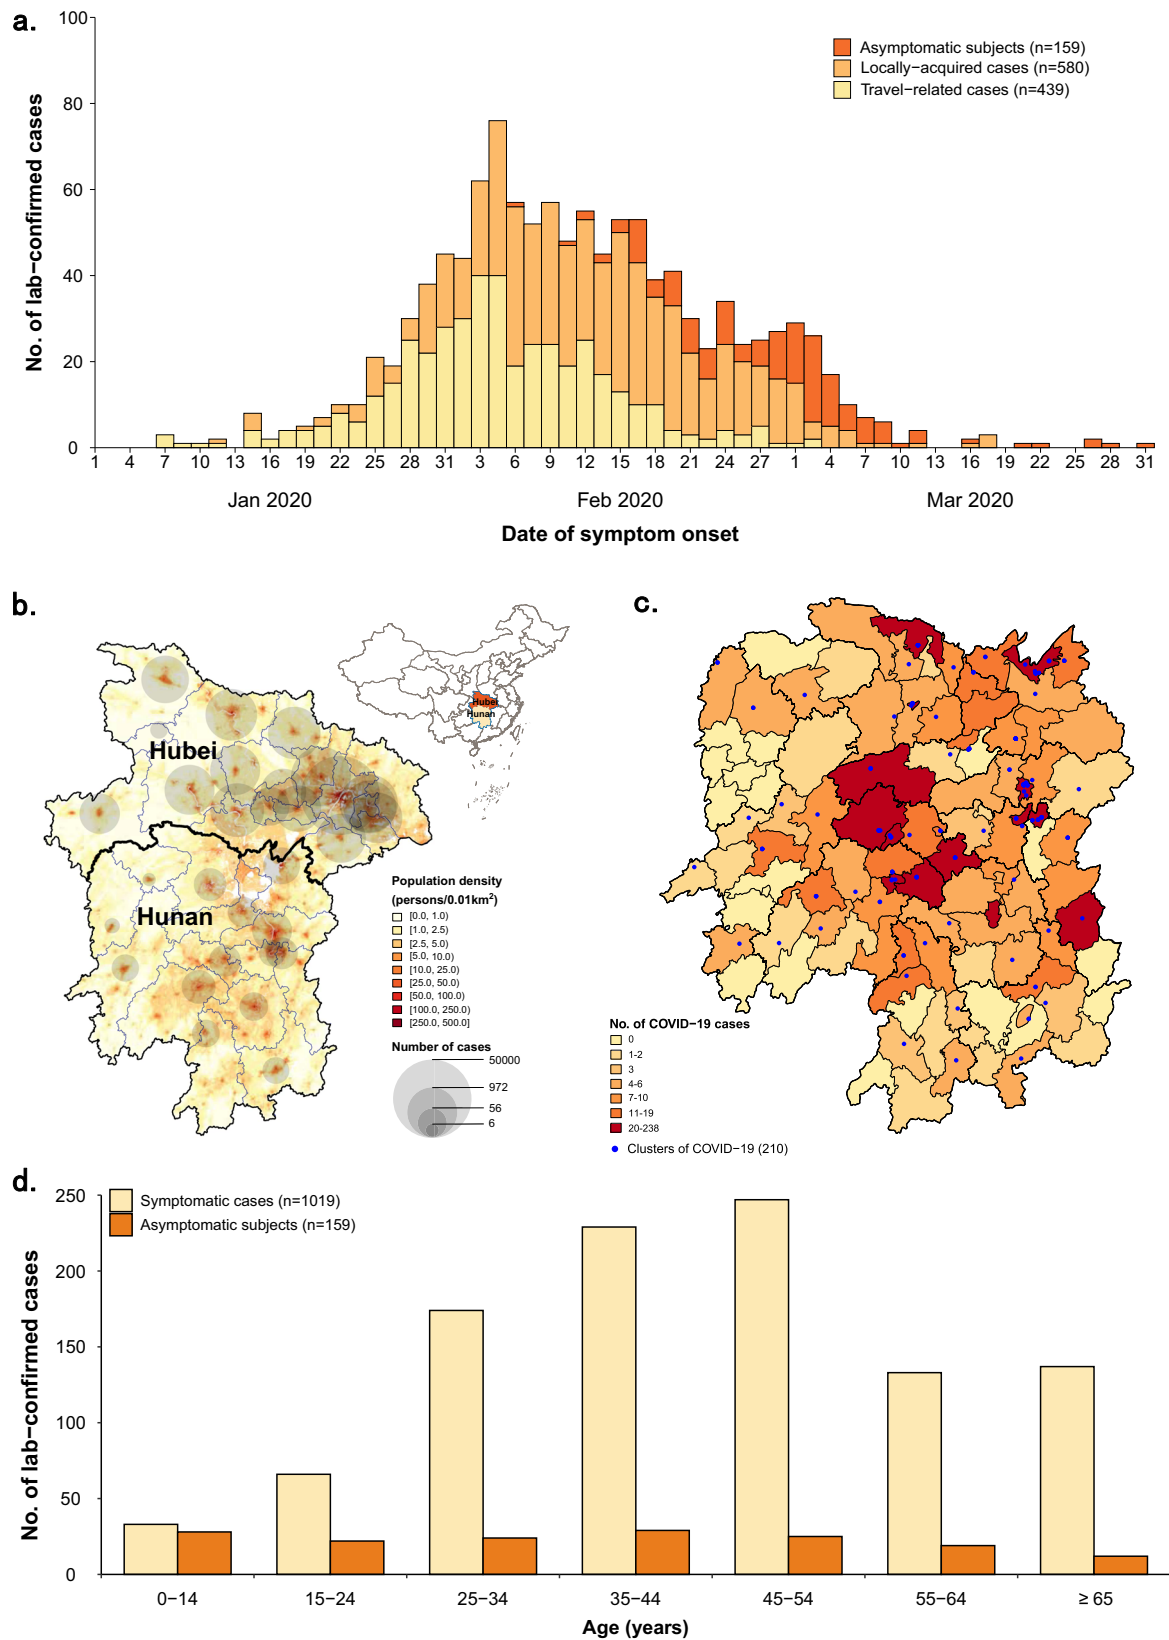 a.
No. of lab−confirmed cases
100
80
60
40
20
0
Asymptomatic subjects (n=159)
Locally−acquired cases (n=580)
Travel−related cases (n=439)
1 4 7 10 13 16 19 22 25 28 31 3 6 9 12 15 18 21 24 27 1 4 7 10 13 16 19 22 25 28 31
Jan 2020 Feb 2020 Mar 2020
Date of symptom onset
b.
Hubei
Hunan
Hubei
Hunan
Population density
(persons/0.01km²)
[0.0, 1.0)
[1.0, 2.5)
[2.5, 5.0)
[5.0, 10.0)
[10.0, 25.0)
[25.0, 50.0)
[50.0, 100.0)
[100.0, 250.0)
[250.0, 500.0]
Number of cases
50000
972
56
6
c.
No. of COVID−19 cases
0
1-2
3
4-6
7-10
11-19
20-238
Clusters of COVID−19 (210)
d.
No. of lab−confirmed cases
250
200
150
100
50
0
Symptomatic cases (n=1019)
Asymptomatic subjects (n=159)
0−14 15−24 25−34 35−44 45−54 55−64 ≥ 65
Age (years)